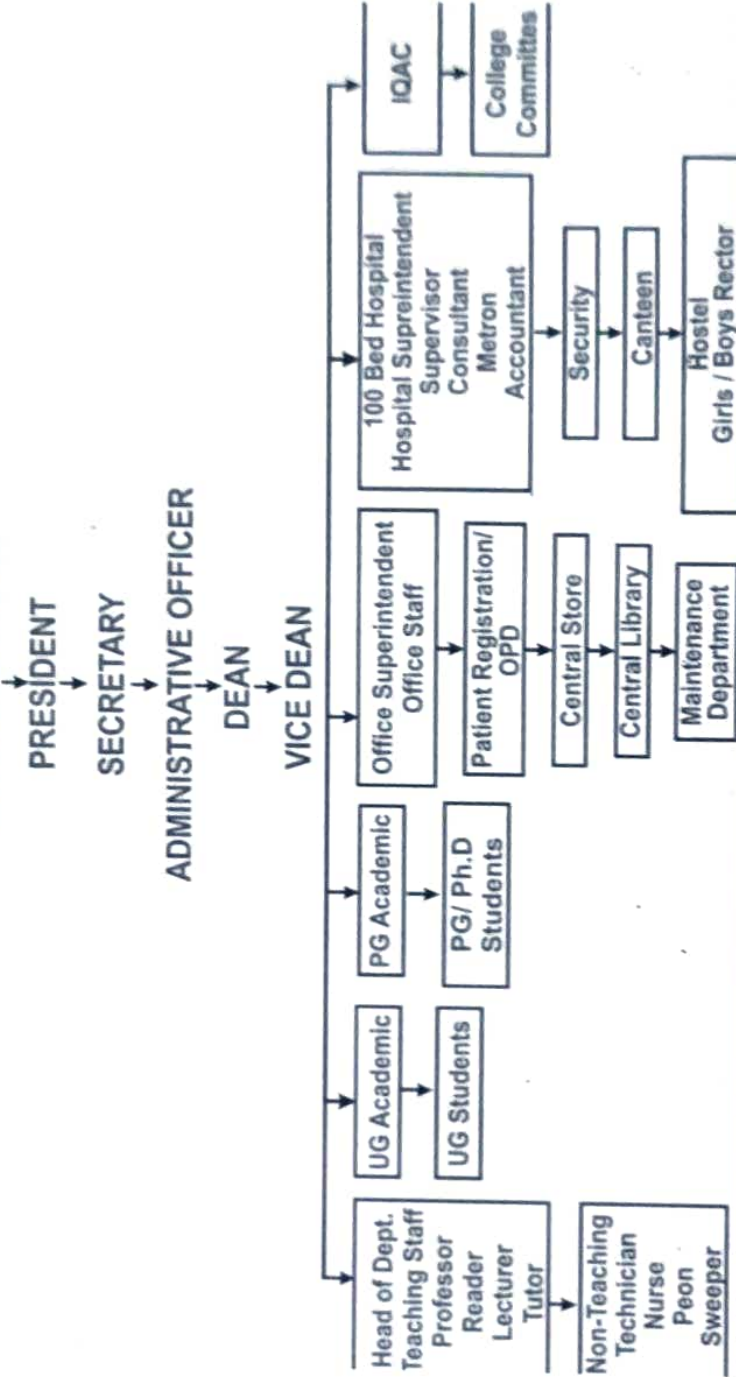 PRESIDENT
SECRETARY
ADMINISTRATIVE OFFICER
DEAN
VICE DEAN
Head of Dept.
Teaching Staff
Professor
Reader
Lecturer
Tutor
Non-Teaching
Technician
Nurse
Peon
Sweeper
UG Academic
UG Students
PG Academic
PG/ Ph.D
Students
Office Superintendent
Office Staff
Patient Registration/
OPD
Central Store
Central Library
Maintenance
Department
100 Bed Hospital
Hospital Supreintendent
Supervisor
Consultant
Metron
Accountant
Security
Canteen
Hostel
Girls / Boys Rector
IQAC
College
Committes